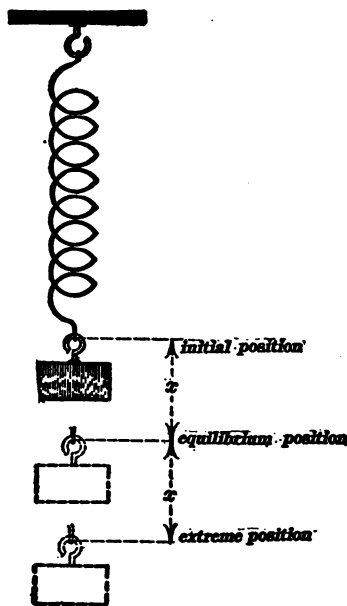 initial position
x
equilibrium position
x
extreme position